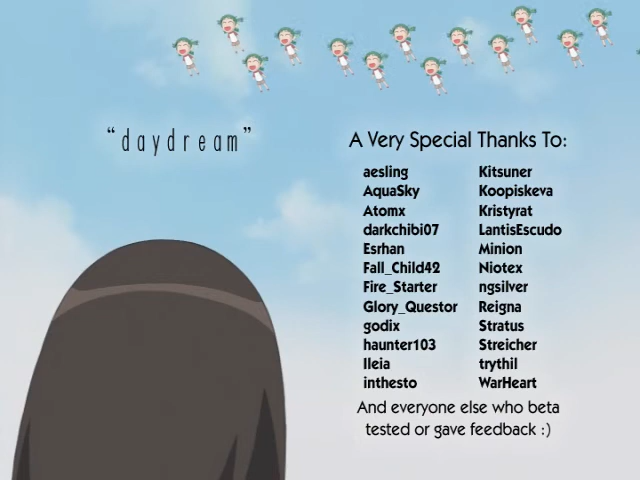 “daydream”
A Very Special Thanks To:
aesling
AquaSky
Atomx
darkchibi07
Esrhan
Fall_Child42
Fire_Starter
Glory_Questor
godix
haunter103
Ileia
inthesto
Kitsuner
Koopiskeva
Kristyrat
LantisEscudo
Minion
Niotex
ngsilver
Reigna
Stratus
Streicher
trythil
WarHeart
And everyone else who beta
tested or gave feedback :)